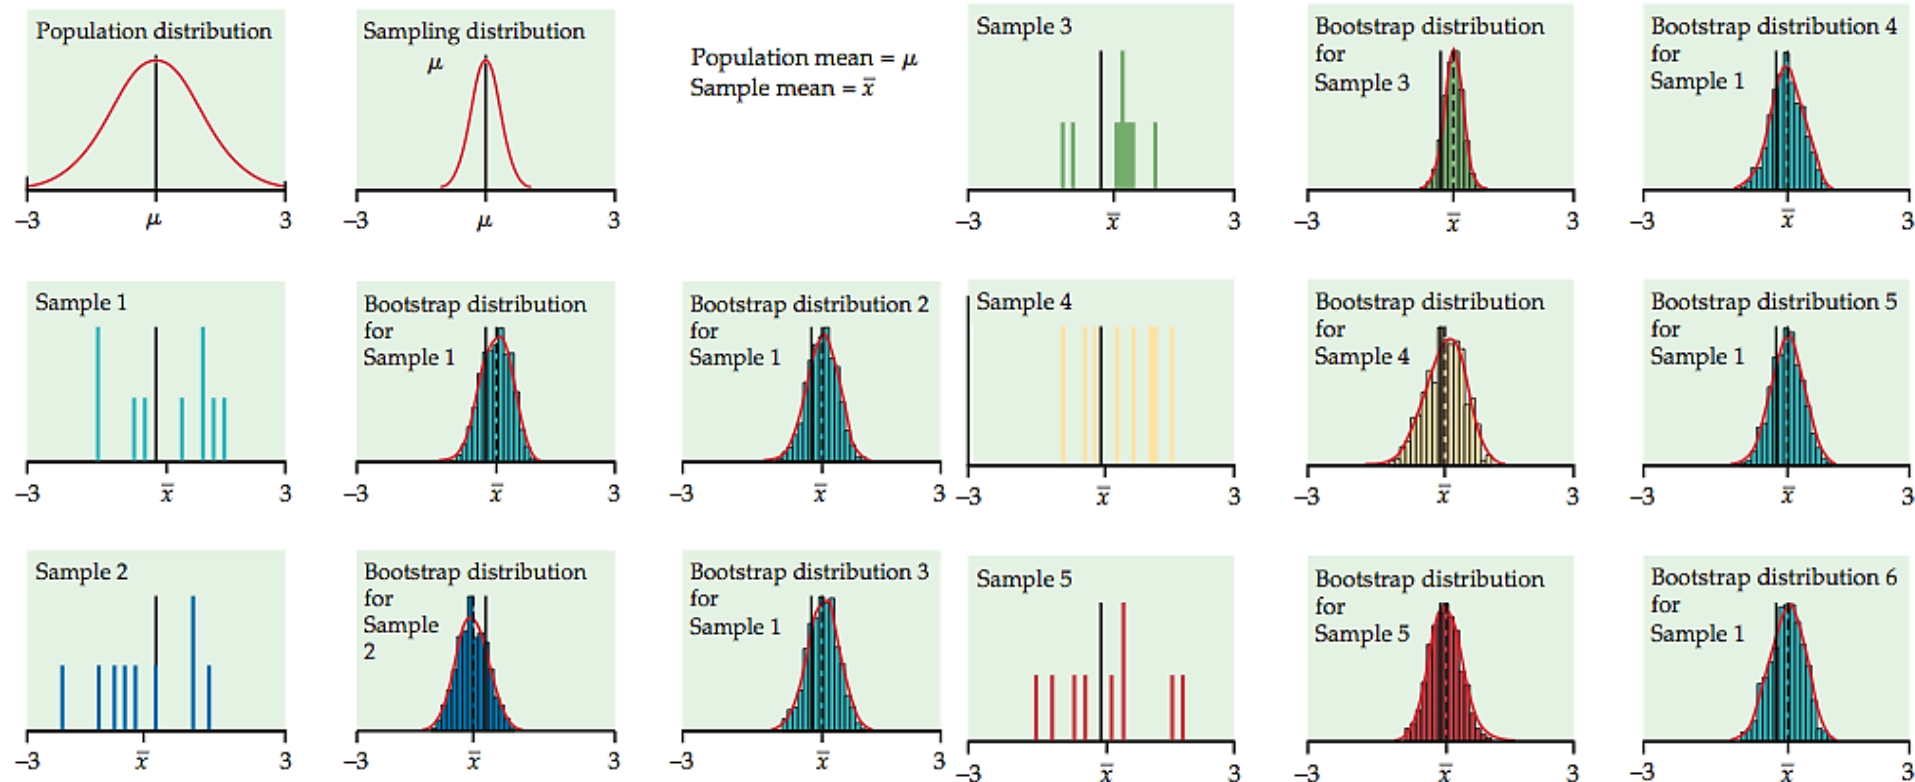 Population distribution
−3
μ
3
Sampling distribution
μ
−3
μ
3
Population mean = μ
Sample mean = x̄
Sample 3
−3
x̄
3
Bootstrap distribution
for
Sample 3
−3
x̄
3
Bootstrap distribution 4
for
Sample 1
−3
x̄
3
Sample 1
−3
x̄
3
Bootstrap distribution
for
Sample 1
−3
x̄
3
Bootstrap distribution 2
for
Sample 1
−3
x̄
3
Sample 4
−3
x̄
3
Bootstrap distribution
for
Sample 4
−3
x̄
3
Bootstrap distribution 5
for
Sample 1
−3
x̄
3
Sample 2
−3
x̄
3
Bootstrap distribution
for
Sample
2
−3
x̄
3
Bootstrap distribution 3
for
Sample 1
−3
x̄
3
Sample 5
−3
x̄
3
Bootstrap distribution
for
Sample 5
−3
x̄
3
Bootstrap distribution 6
for
Sample 1
−3
x̄
3